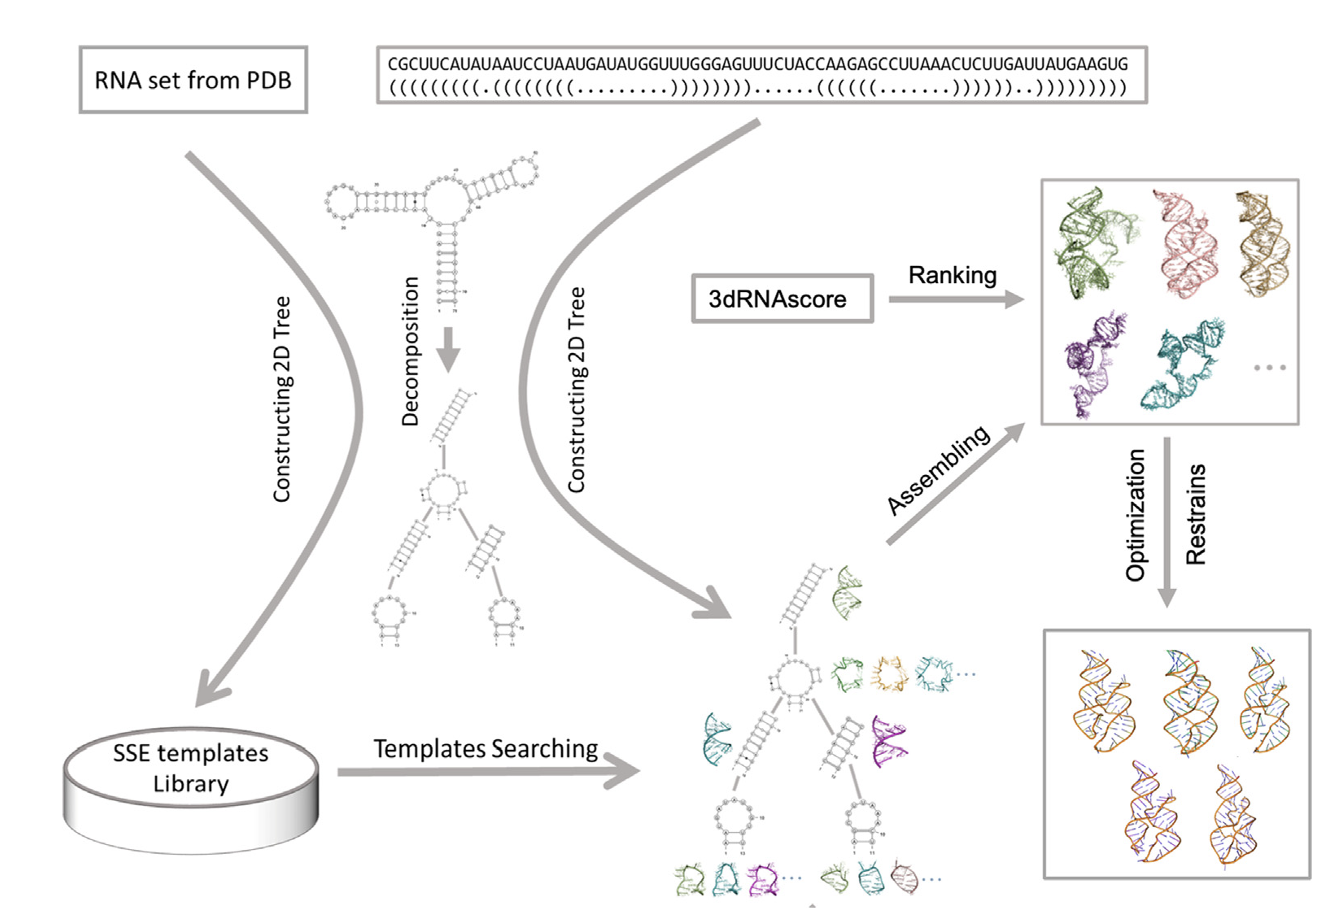 RNA set from PDB
CGCUUCAUAUAAUCCUAAUGAUAUGGUUUGGGAGUUUCUACCAAGAGCCUUAAACUCUUGAUUAUGAAGUG
(((((((((.((((((((.........))))))))......((((((.......))))))..)))))))))
Constructing 2D Tree
Decomposition
Constructing 2D Tree
3dRNAscore
Ranking
Assembling
Optimization
Restrains
SSE templates
Library
Templates Searching